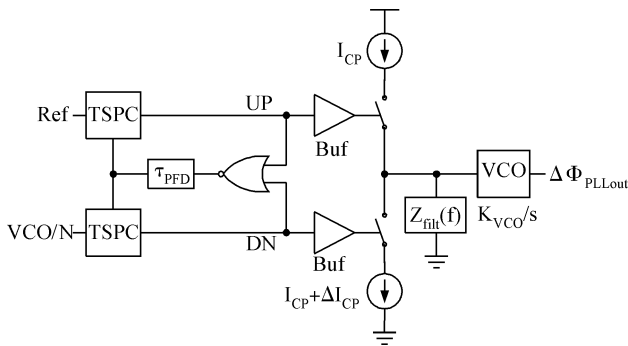 I_CP
Ref
TSPC
UP
Buf
τ_PFD
VCO
ΔΦ_PLLout
Z_filt(f)
K_VCO/s
VCO/N
TSPC
DN
Buf
I_CP+ΔI_CP